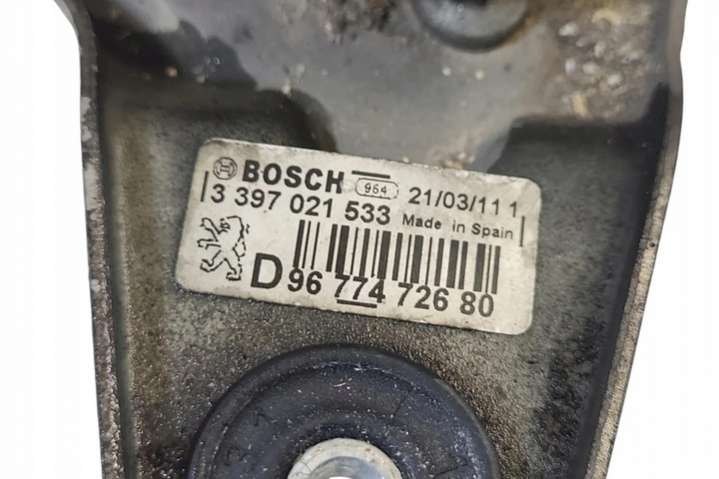 BOSCH 964 21/03/11 1
3 397 021 533 Made in Spain
D 96 774 726 80